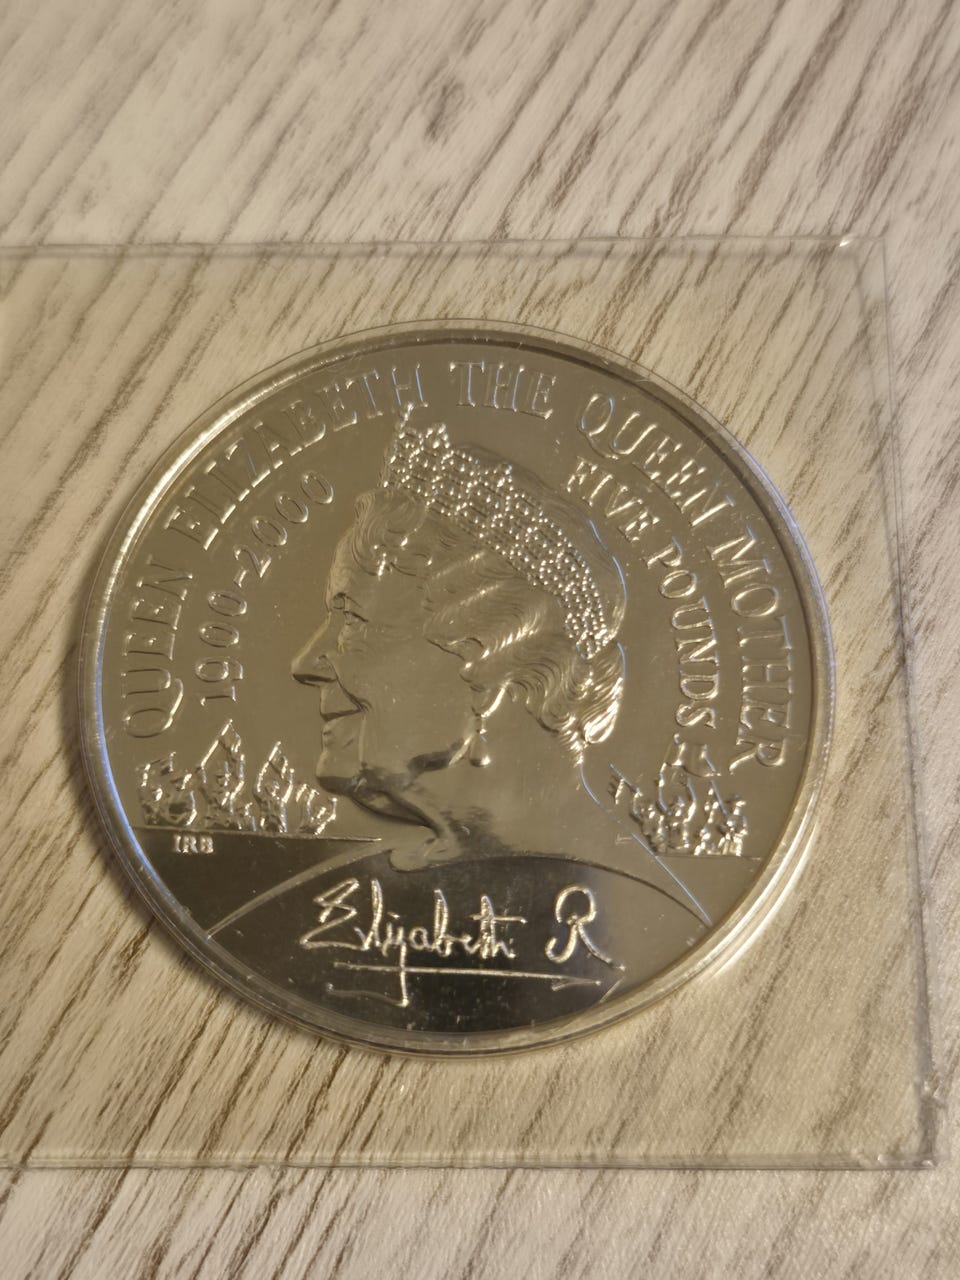 QUEEN ELIZABETH THE QUEEN MOTHER
1900-2000
FIVE POUNDS
IRB
Elizabeth R